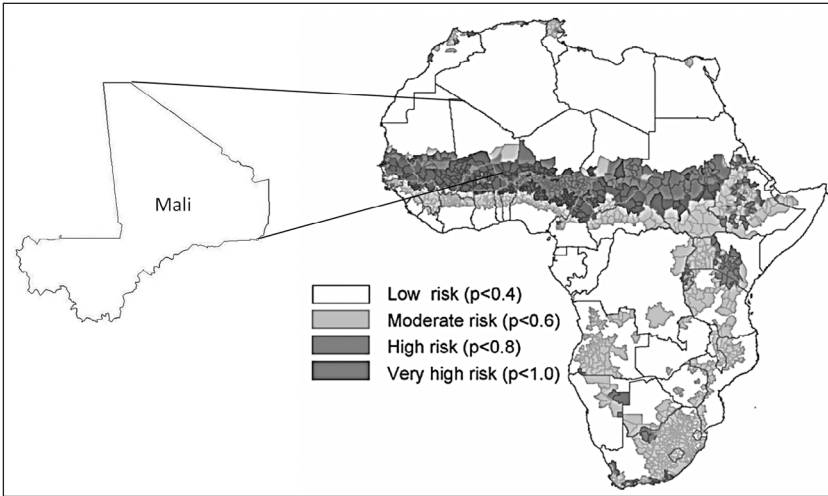 Mali
Low risk (p<0.4)
Moderate risk (p<0.6)
High risk (p<0.8)
Very high risk (p<1.0)